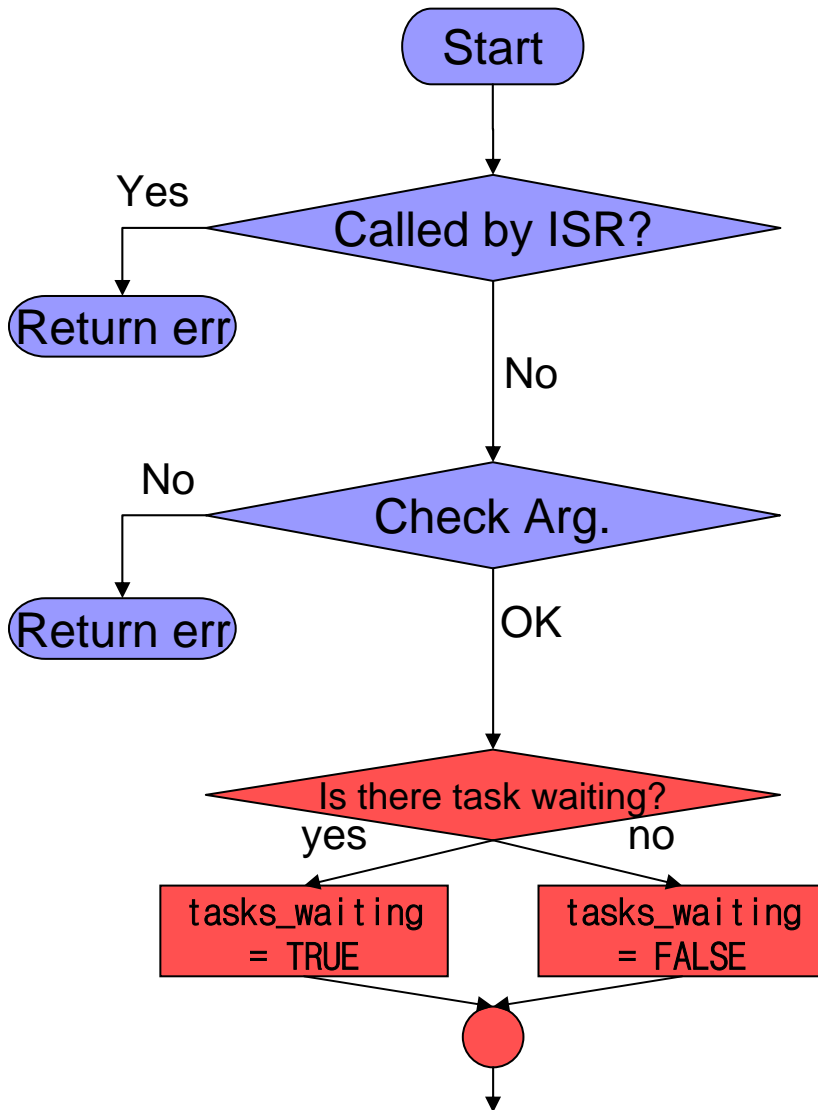 Start
Yes
Called by ISR?
Return err
No
No
Check Arg.
Return err
OK
Is there task waiting?
yes
no
tasks_waiting
= TRUE
tasks_waiting
= FALSE